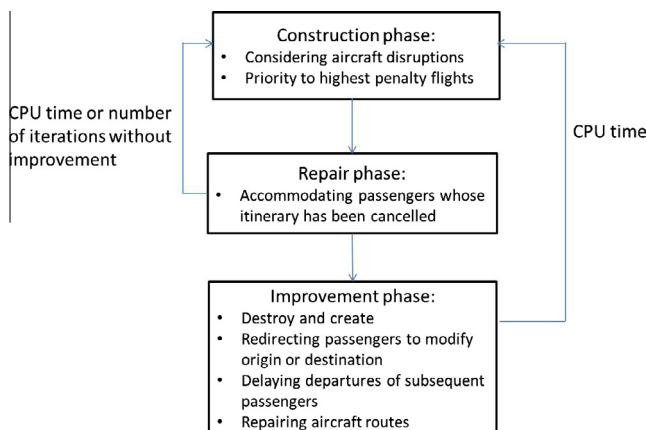 Construction phase:
• Considering aircraft disruptions
• Priority to highest penalty flights
CPU time or number
of iterations without
improvement
CPU time
Repair phase:
• Accommodating passengers whose
itinerary has been cancelled
Improvement phase:
• Destroy and create
• Redirecting passengers to modify
origin or destination
• Delaying departures of subsequent
passengers
• Repairing aircraft routes